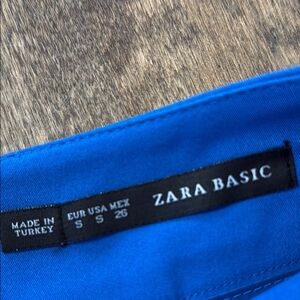 MADE IN
TURKEY
EUR USA MEX
S S 26
ZARA BASIC